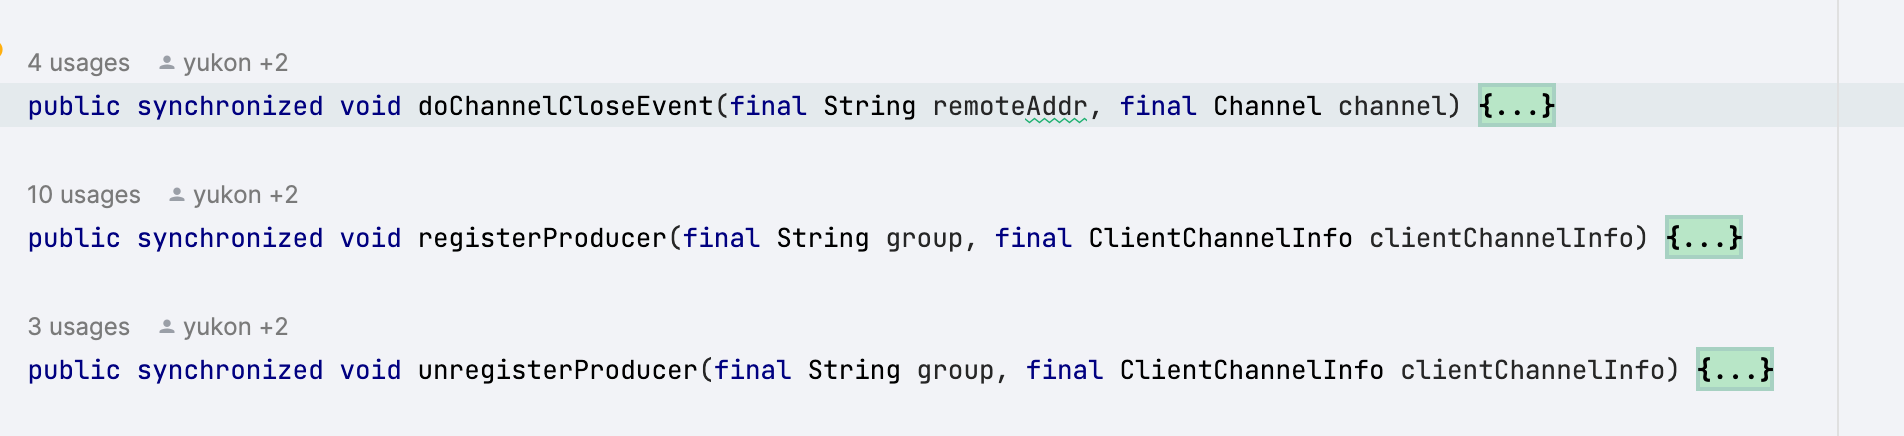 4 usages yukon +2
public synchronized void doChannelCloseEvent(final String remoteAddr, final Channel channel) {...}
10 usages yukon +2
public synchronized void registerProducer(final String group, final ClientChannelInfo clientChannelInfo) {...}
3 usages yukon +2
public synchronized void unregisterProducer(final String group, final ClientChannelInfo clientChannelInfo) {...}